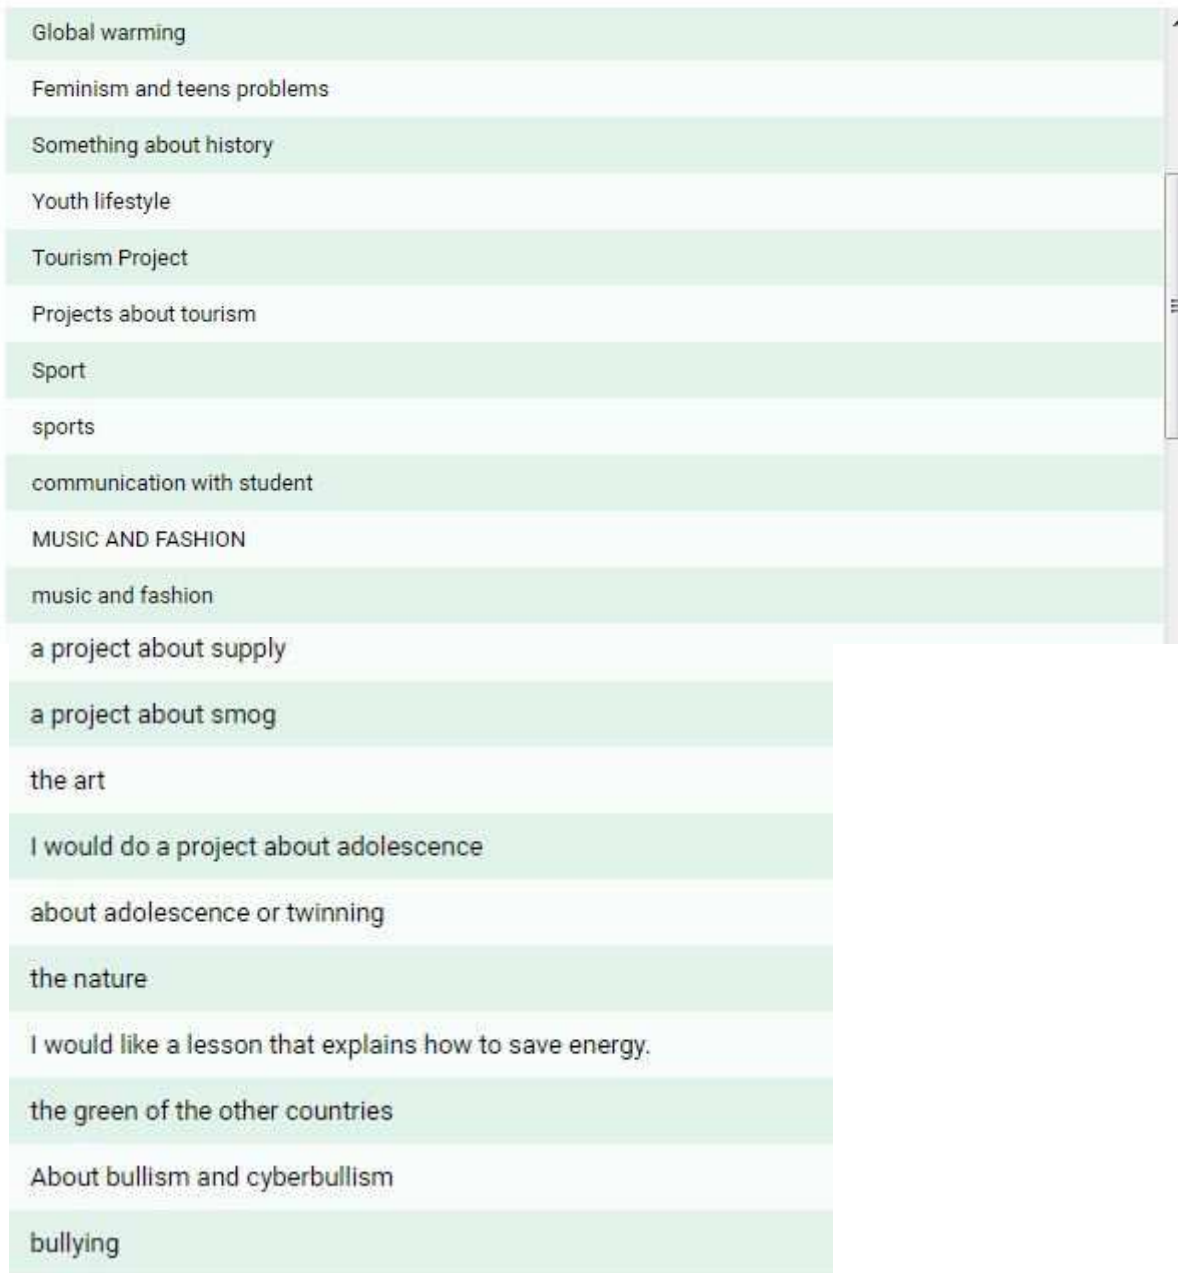 Global warming
Feminism and teens problems
Something about history
Youth lifestyle
Tourism Project
Projects about tourism
Sport
sports
communication with student
MUSIC AND FASHION
music and fashion
a project about supply
a project about smog
the art
I would do a project about adolescence
about adolescence or twinning
the nature
I would like a lesson that explains how to save energy.
the green of the other countries
About bullism and cyberbullism
bullying